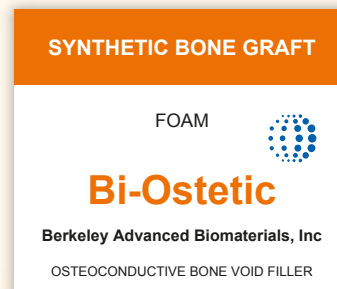 SYNTHETIC BONE GRAFT
FOAM
Bi-Ostetic
Berkeley Advanced Biomaterials, Inc
OSTEOCONDUCTIVE BONE VOID FILLER